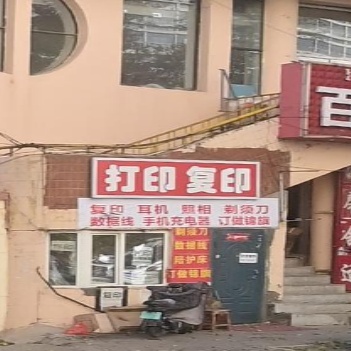 打印 复印
复印 耳机 照相 剃须刀
数据线 手机充电器 订做锦旗
剃须刀
数据线
陪护床
订做锦旗
百